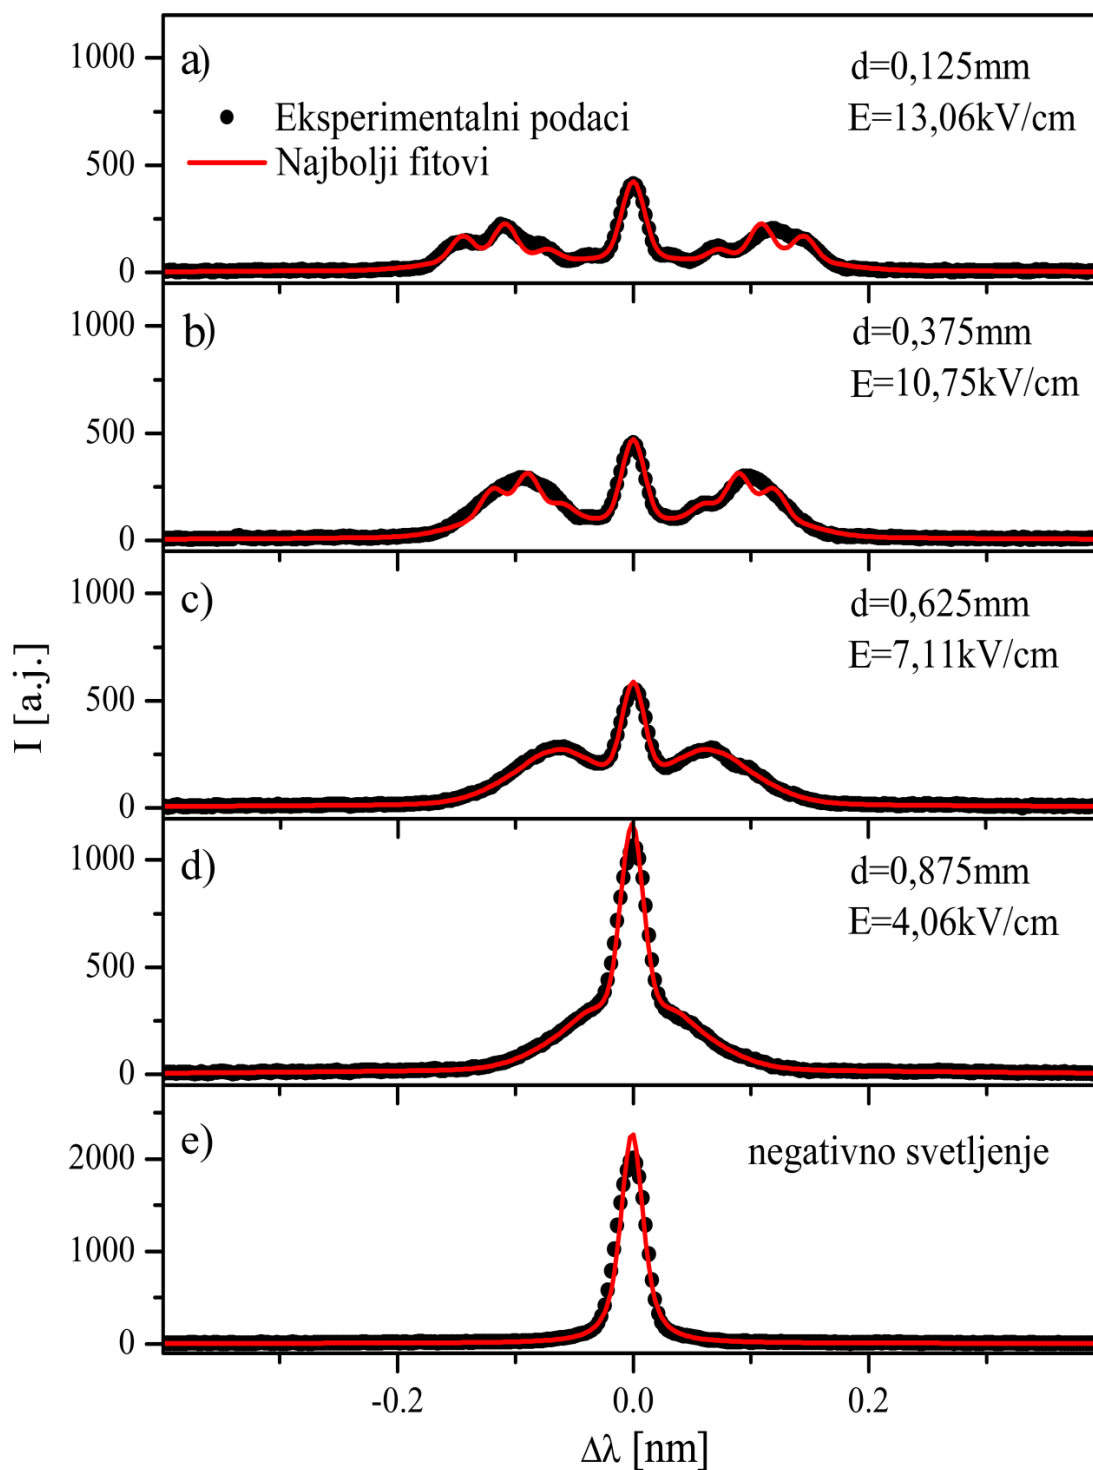 a)
d=0,125mm
E=13,06kV/cm
Eksperimentalni podaci
Najbolji fitovi
1000
500
0
b)
d=0,375mm
E=10,75kV/cm
1000
500
0
c)
d=0,625mm
E=7,11kV/cm
1000
500
0
I [a.j.]
d)
d=0,875mm
E=4,06kV/cm
1000
500
0
e)
negativno svetljenje
2000
1000
0
-0.2 0.0 0.2
Δλ [nm]